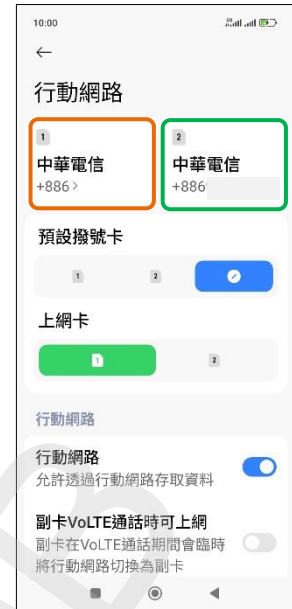 10:00
行動網路
1
中華電信
+886 >
2
中華電信
+886
預設撥號卡
1
2
上網卡
1
2
行動網路
行動網路
允許透過行動網路存取資料
副卡VoLTE通話時可上網
副卡在VoLTE通話期間會臨時
將行動網路切換為副卡